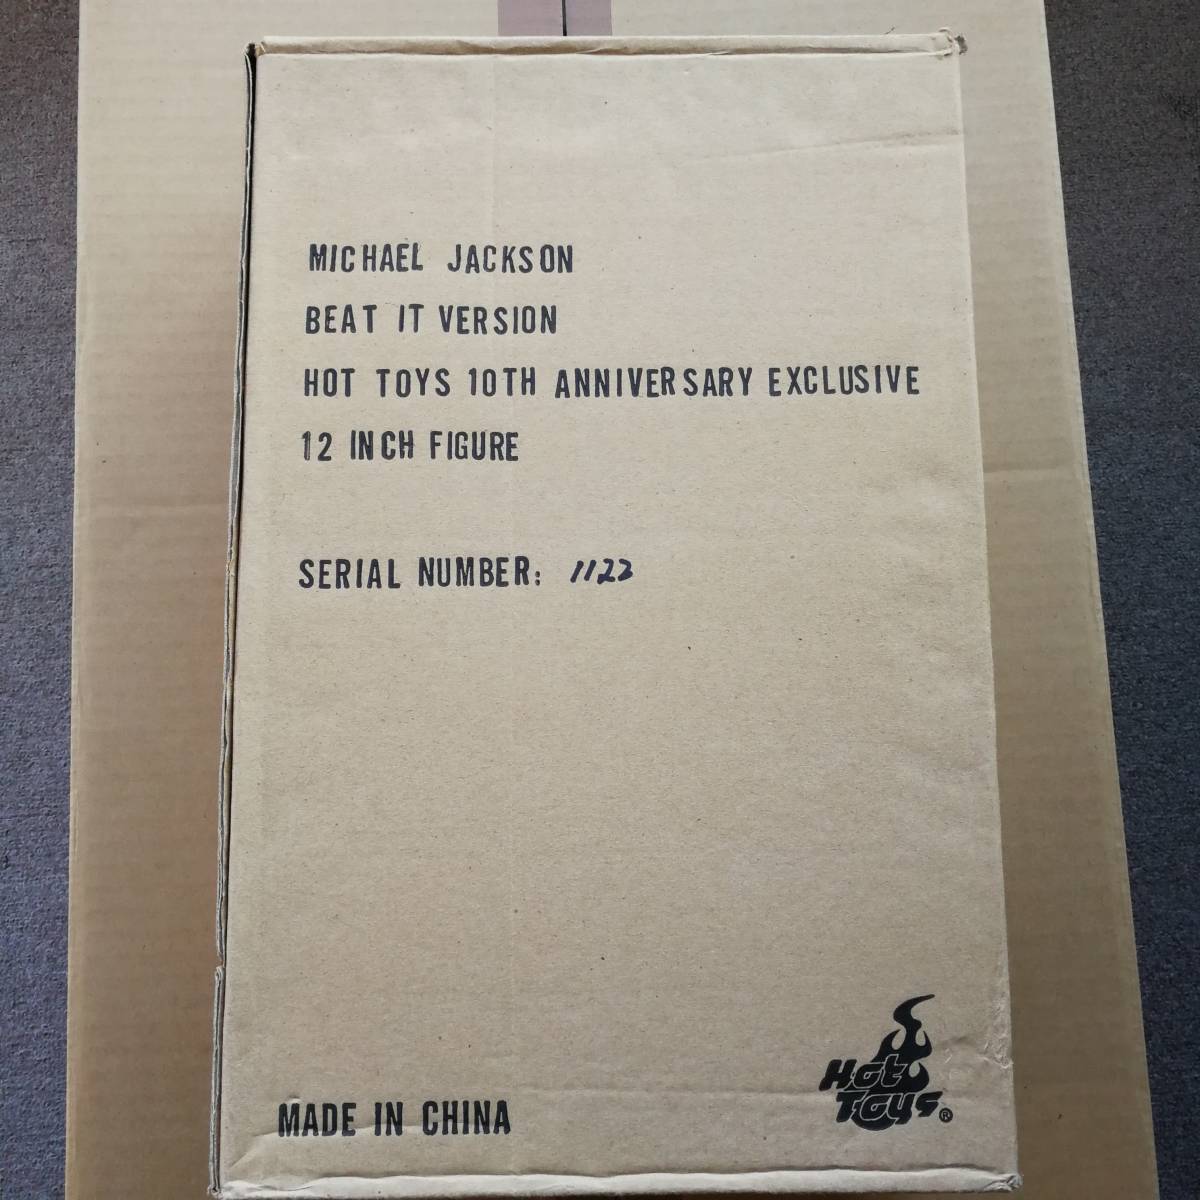 MICHAEL JACKSON
BEAT IT VERSION
HOT TOYS 10TH ANNIVERSARY EXCLUSIVE
12 INCH FIGURE
SERIAL NUMBER: 1122
MADE IN CHINA
Hot
Toys®